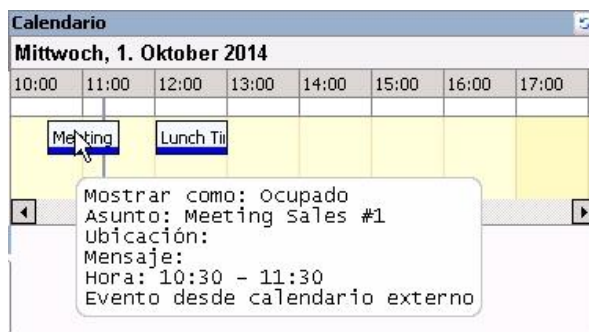 Calendario
Mittwoch, 1. Oktober 2014
10:00 11:00 12:00 13:00 14:00 15:00 16:00 17:00
Meeting Lunch Ti
Mostrar como: Ocupado
Asunto: Meeting Sales #1
Ubicación:
Mensaje:
Hora: 10:30 - 11:30
Evento desde calendario externo